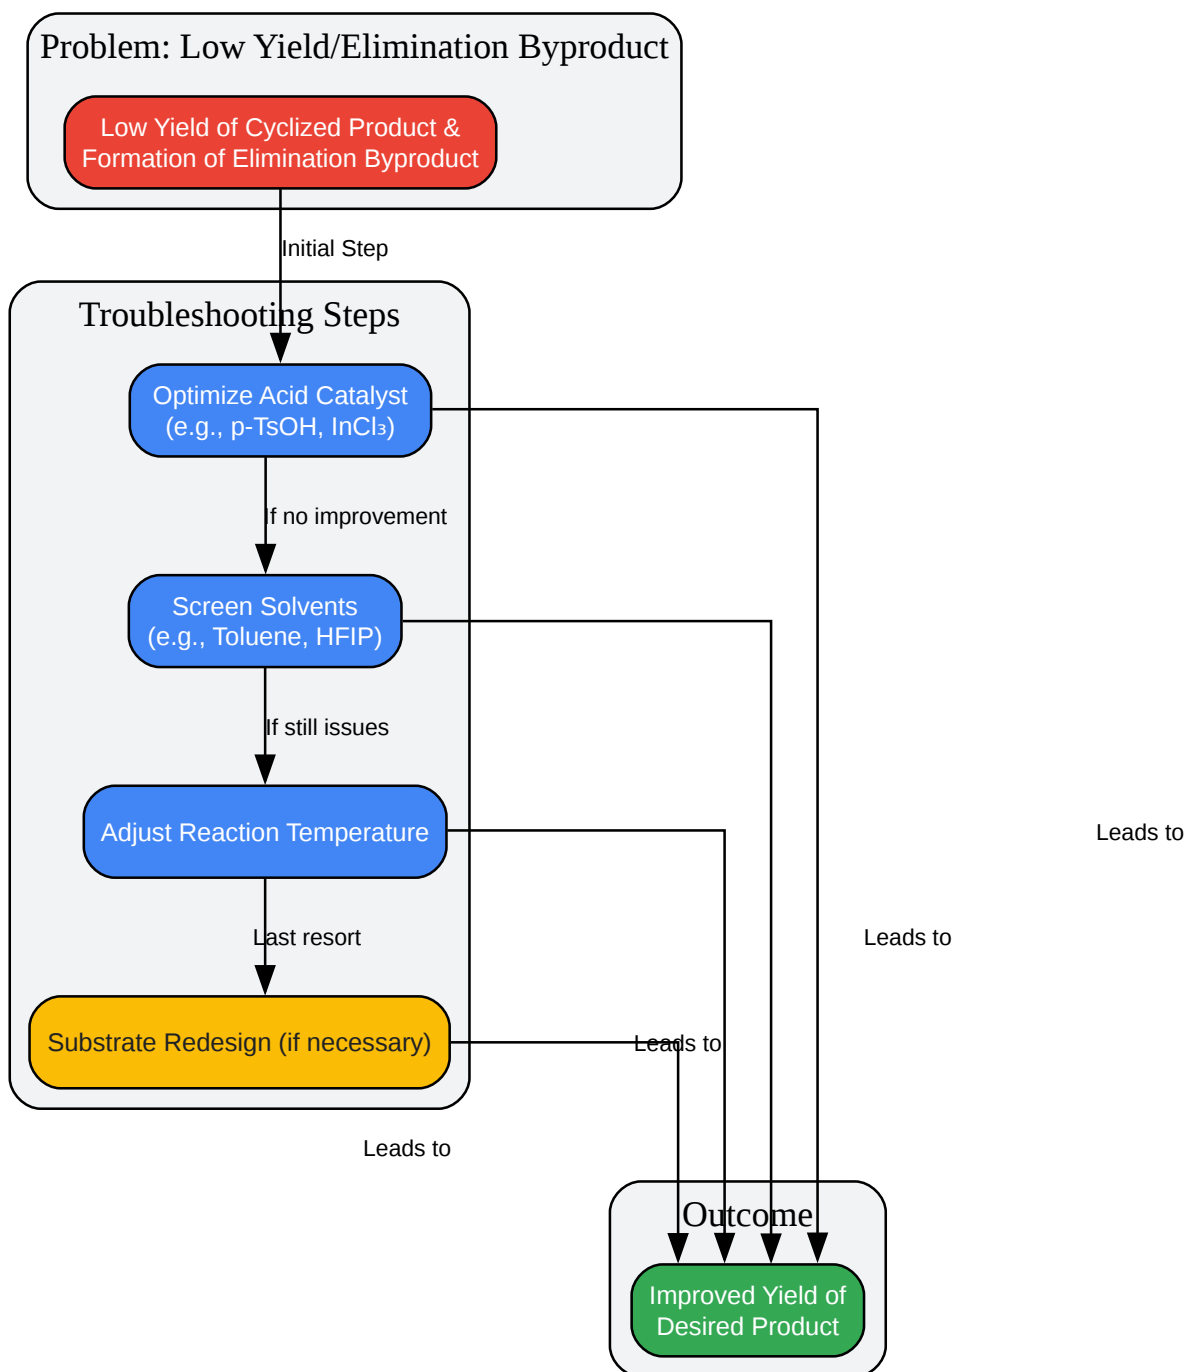 Problem: Low Yield/Elimination Byproduct
Low Yield of Cyclized Product &
Formation of Elimination Byproduct
Initial Step
Troubleshooting Steps
Optimize Acid Catalyst
(e.g., p-TsOH, InCl₃)
If no improvement
Screen Solvents
(e.g., Toluene, HFIP)
If still issues
Adjust Reaction Temperature
Leads to
Last resort
Leads to
Substrate Redesign (if necessary)
Leads to
Leads to
Outcome
Improved Yield of
Desired Product